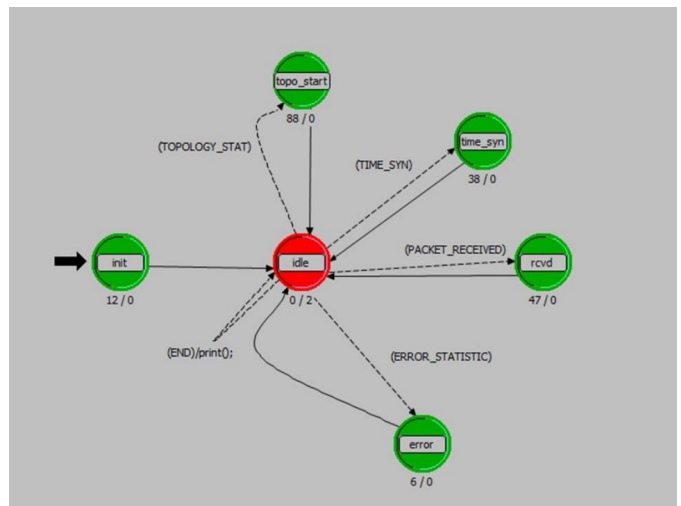 topo_start
88 / 0
(TOPOLOGY_STAT)
time_syn
(TIME_SYN)
38 / 0
(PACKET_RECEIVED)
init
idle
rcvd
12 / 0
0 / 2
47 / 0
(END)/print();
(ERROR_STATISTIC)
error
6 / 0